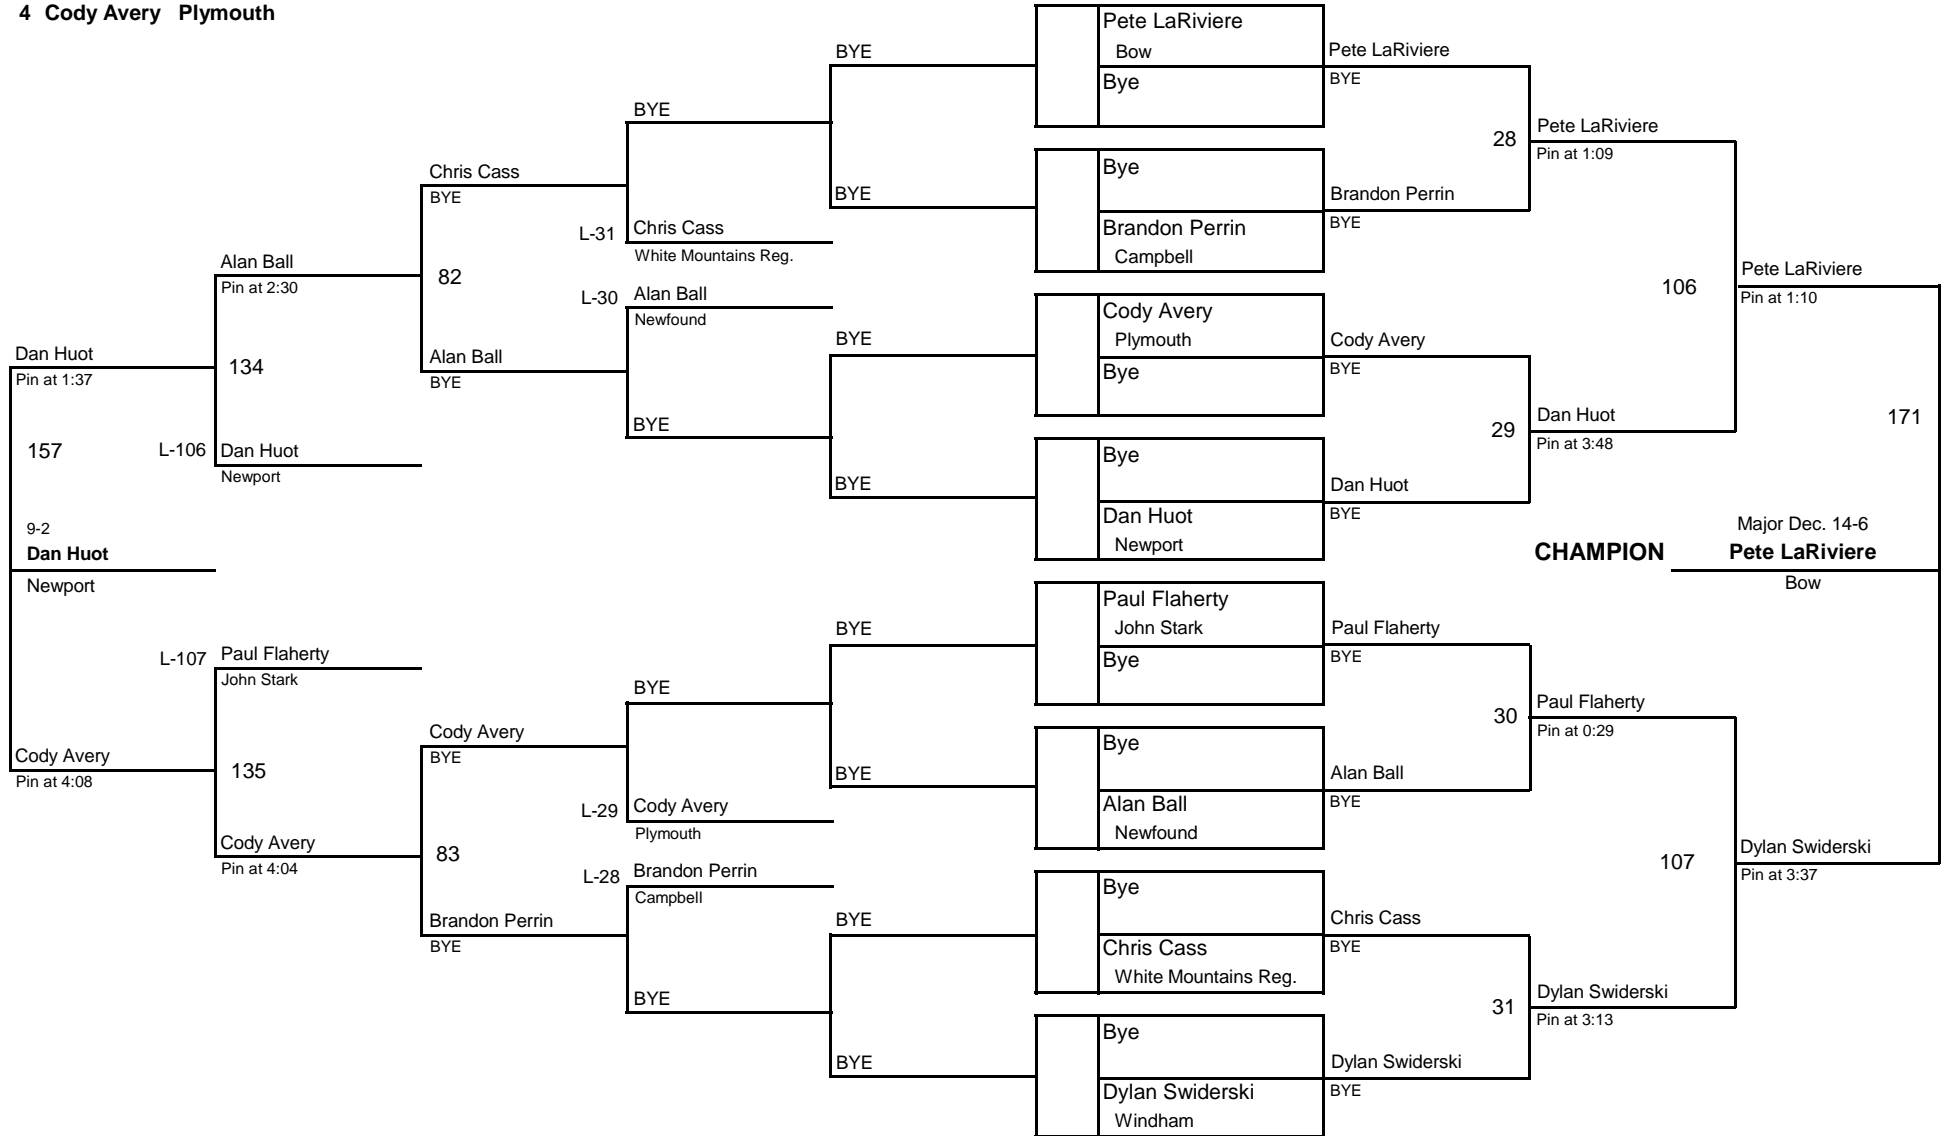 4 Cody Avery Plymouth
Pete LaRiviere
Bow
Bye
Bye
Brandon Perrin
Campbell
Cody Avery
Plymouth
Bye
Bye
Dan Huot
Newport
Paul Flaherty
John Stark
Bye
Bye
Alan Ball
Newfound
Bye
Chris Cass
White Mountains Reg.
Bye
Dylan Swiderski
Windham
Pete LaRiviere
BYE
28
Brandon Perrin
BYE
Cody Avery
BYE
29
Dan Huot
BYE
Paul Flaherty
BYE
30
Alan Ball
BYE
Chris Cass
BYE
31
Dylan Swiderski
BYE
Pete LaRiviere
Pin at 1:09
106
Dan Huot
Pin at 3:48
Paul Flaherty
Pin at 0:29
107
Dylan Swiderski
Pin at 3:13
Pete LaRiviere
Pin at 1:10
171
Major Dec. 14-6
CHAMPION Pete LaRiviere
Bow
Dylan Swiderski
Pin at 3:37
BYE
BYE
BYE
BYE
BYE
BYE
BYE
BYE
BYE
L-31 Chris Cass
White Mountains Reg.
L-30 Alan Ball
Newfound
BYE
BYE
L-29 Cody Avery
Plymouth
L-28 Brandon Perrin
Campbell
BYE
Chris Cass
BYE
82
Alan Ball
BYE
Cody Avery
BYE
83
Brandon Perrin
BYE
Alan Ball
Pin at 2:30
134
L-106 Dan Huot
Newport
L-107 Paul Flaherty
John Stark
135
Cody Avery
Pin at 4:04
Dan Huot
Pin at 1:37
157
9-2
Dan Huot
Newport
Cody Avery
Pin at 4:08